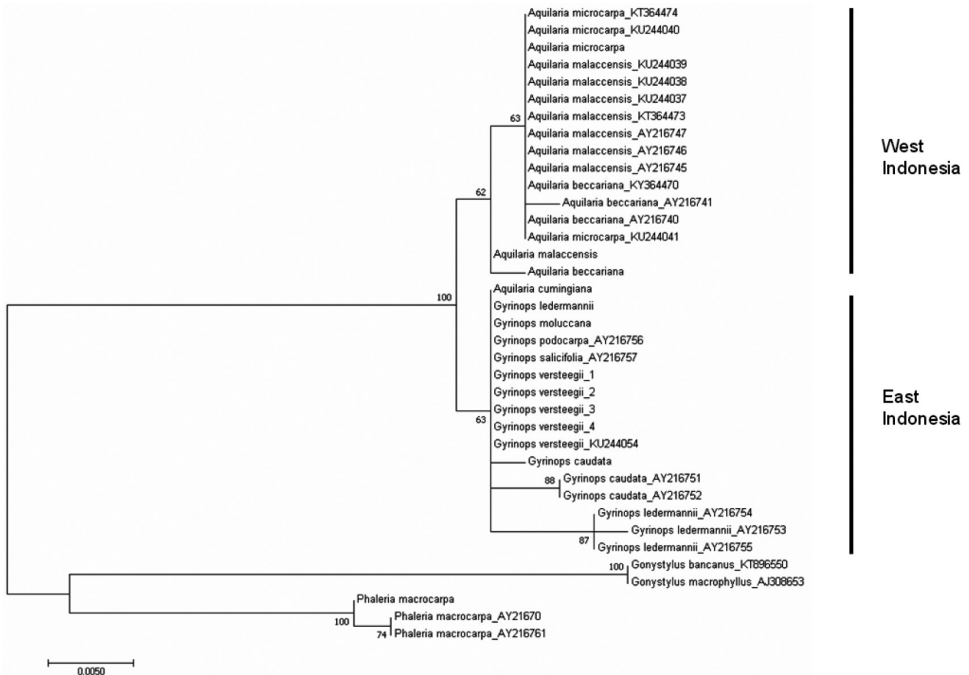 Aquilaria microcarpa_KT364474
Aquilaria microcarpa_KU244040
Aquilaria microcarpa
Aquilaria malaccensis_KU244039
Aquilaria malaccensis_KU244038
Aquilaria malaccensis_KU244037
Aquilaria malaccensis_KT364473
63
Aquilaria malaccensis_AY216747
Aquilaria malaccensis_AY216746
Aquilaria malaccensis_AY216745
Aquilaria beccariana_KY364470
62
Aquilaria beccariana_AY216741
Aquilaria beccariana_AY216740
Aquilaria microcarpa_KU244041
Aquilaria malaccensis
Aquilaria beccariana
West
Indonesia
100
Aquilaria cumingiana
Gyrinops ledermannii
Gyrinops moluccana
Gyrinops podocarpa_AY216756
Gyrinops salicifolia_AY216757
Gyrinops versteegii_1
Gyrinops versteegii_2
Gyrinops versteegii_3
63
Gyrinops versteegii_4
Gyrinops versteegii_KU244054
Gyrinops caudata
88
Gyrinops caudata_AY216751
Gyrinops caudata_AY216752
Gyrinops ledermannii_AY216754
Gyrinops ledermannii_AY216753
87
Gyrinops ledermannii_AY216755
East
Indonesia
100
Gonystylus bancanus_KT896550
Gonystylus macrophyllus_AJ308653
Phaleria macrocarpa
100
Phaleria macrocarpa_AY21670
74
Phaleria macrocarpa_AY216761
0.0050